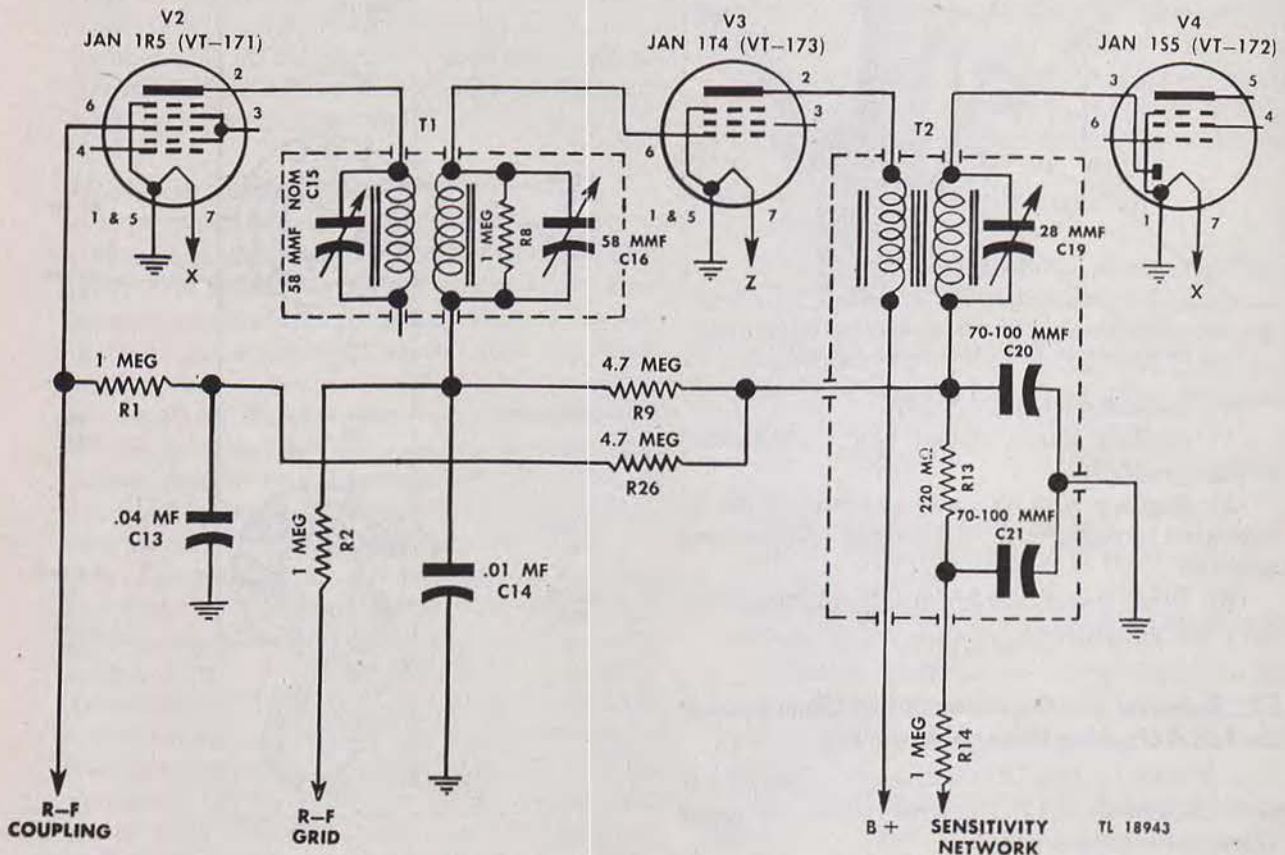 V2
JAN 1R5 (VT-171)
2
6
3
4
1 & 5
7
X
V3
JAN 1T4 (VT-173)
2
3
6
1 & 5
7
Z
V4
JAN 1S5 (VT-172)
3
5
6
4
1
7
X
T1
58 MMF NOM
C15
1 MEG
R8
58 MMF
C16
T2
28 MMF
C19
70-100 MMF
C20
1 MEG
R1
4.7 MEG
R9
4.7 MEG
R26
220 MΩ
R13
70-100 MMF
C21
.04 MF
C13
1 MEG
R2
.01 MF
C14
1 MEG
R14
R-F
COUPLING
R-F
GRID
B +
SENSITIVITY
NETWORK
TL 18943